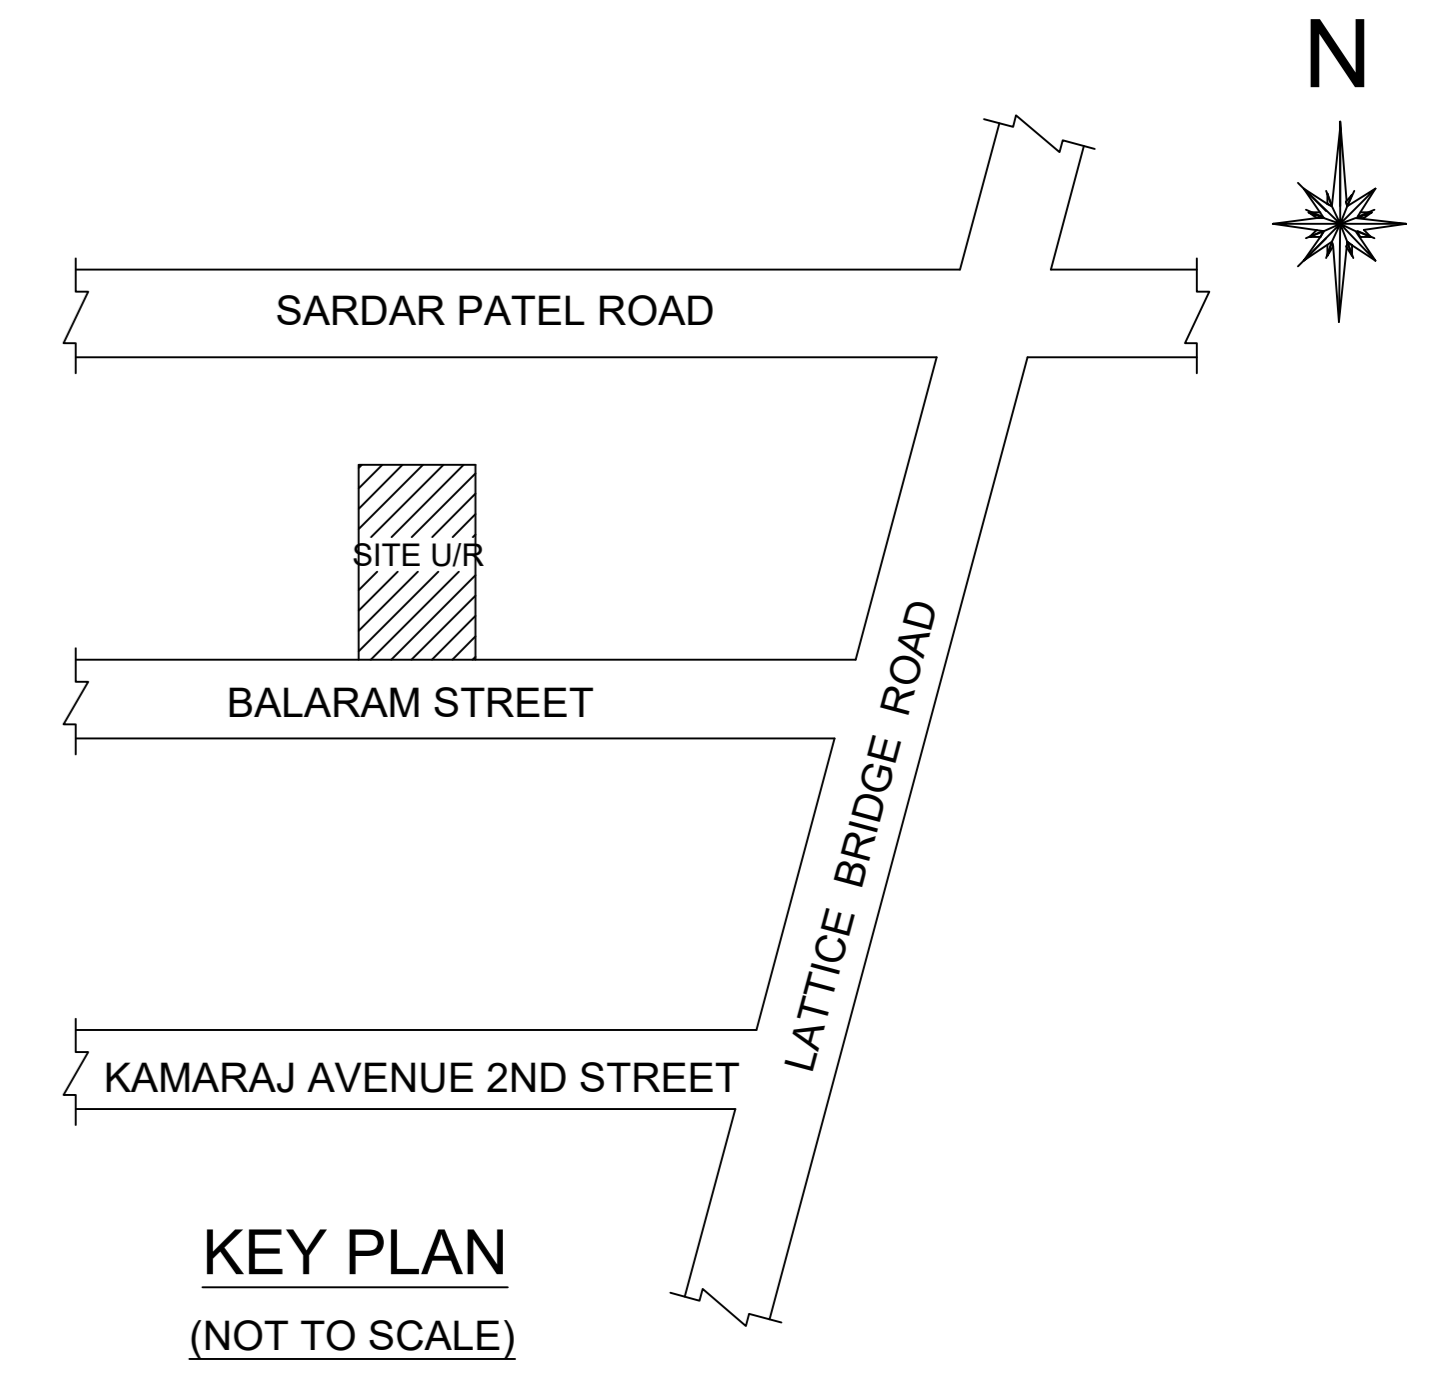 N
SARDAR PATEL ROAD
SITE U/R
BALARAM STREET
LATTICE BRIDGE ROAD
KAMARAJ AVENUE 2ND STREET
KEY PLAN
(NOT TO SCALE)